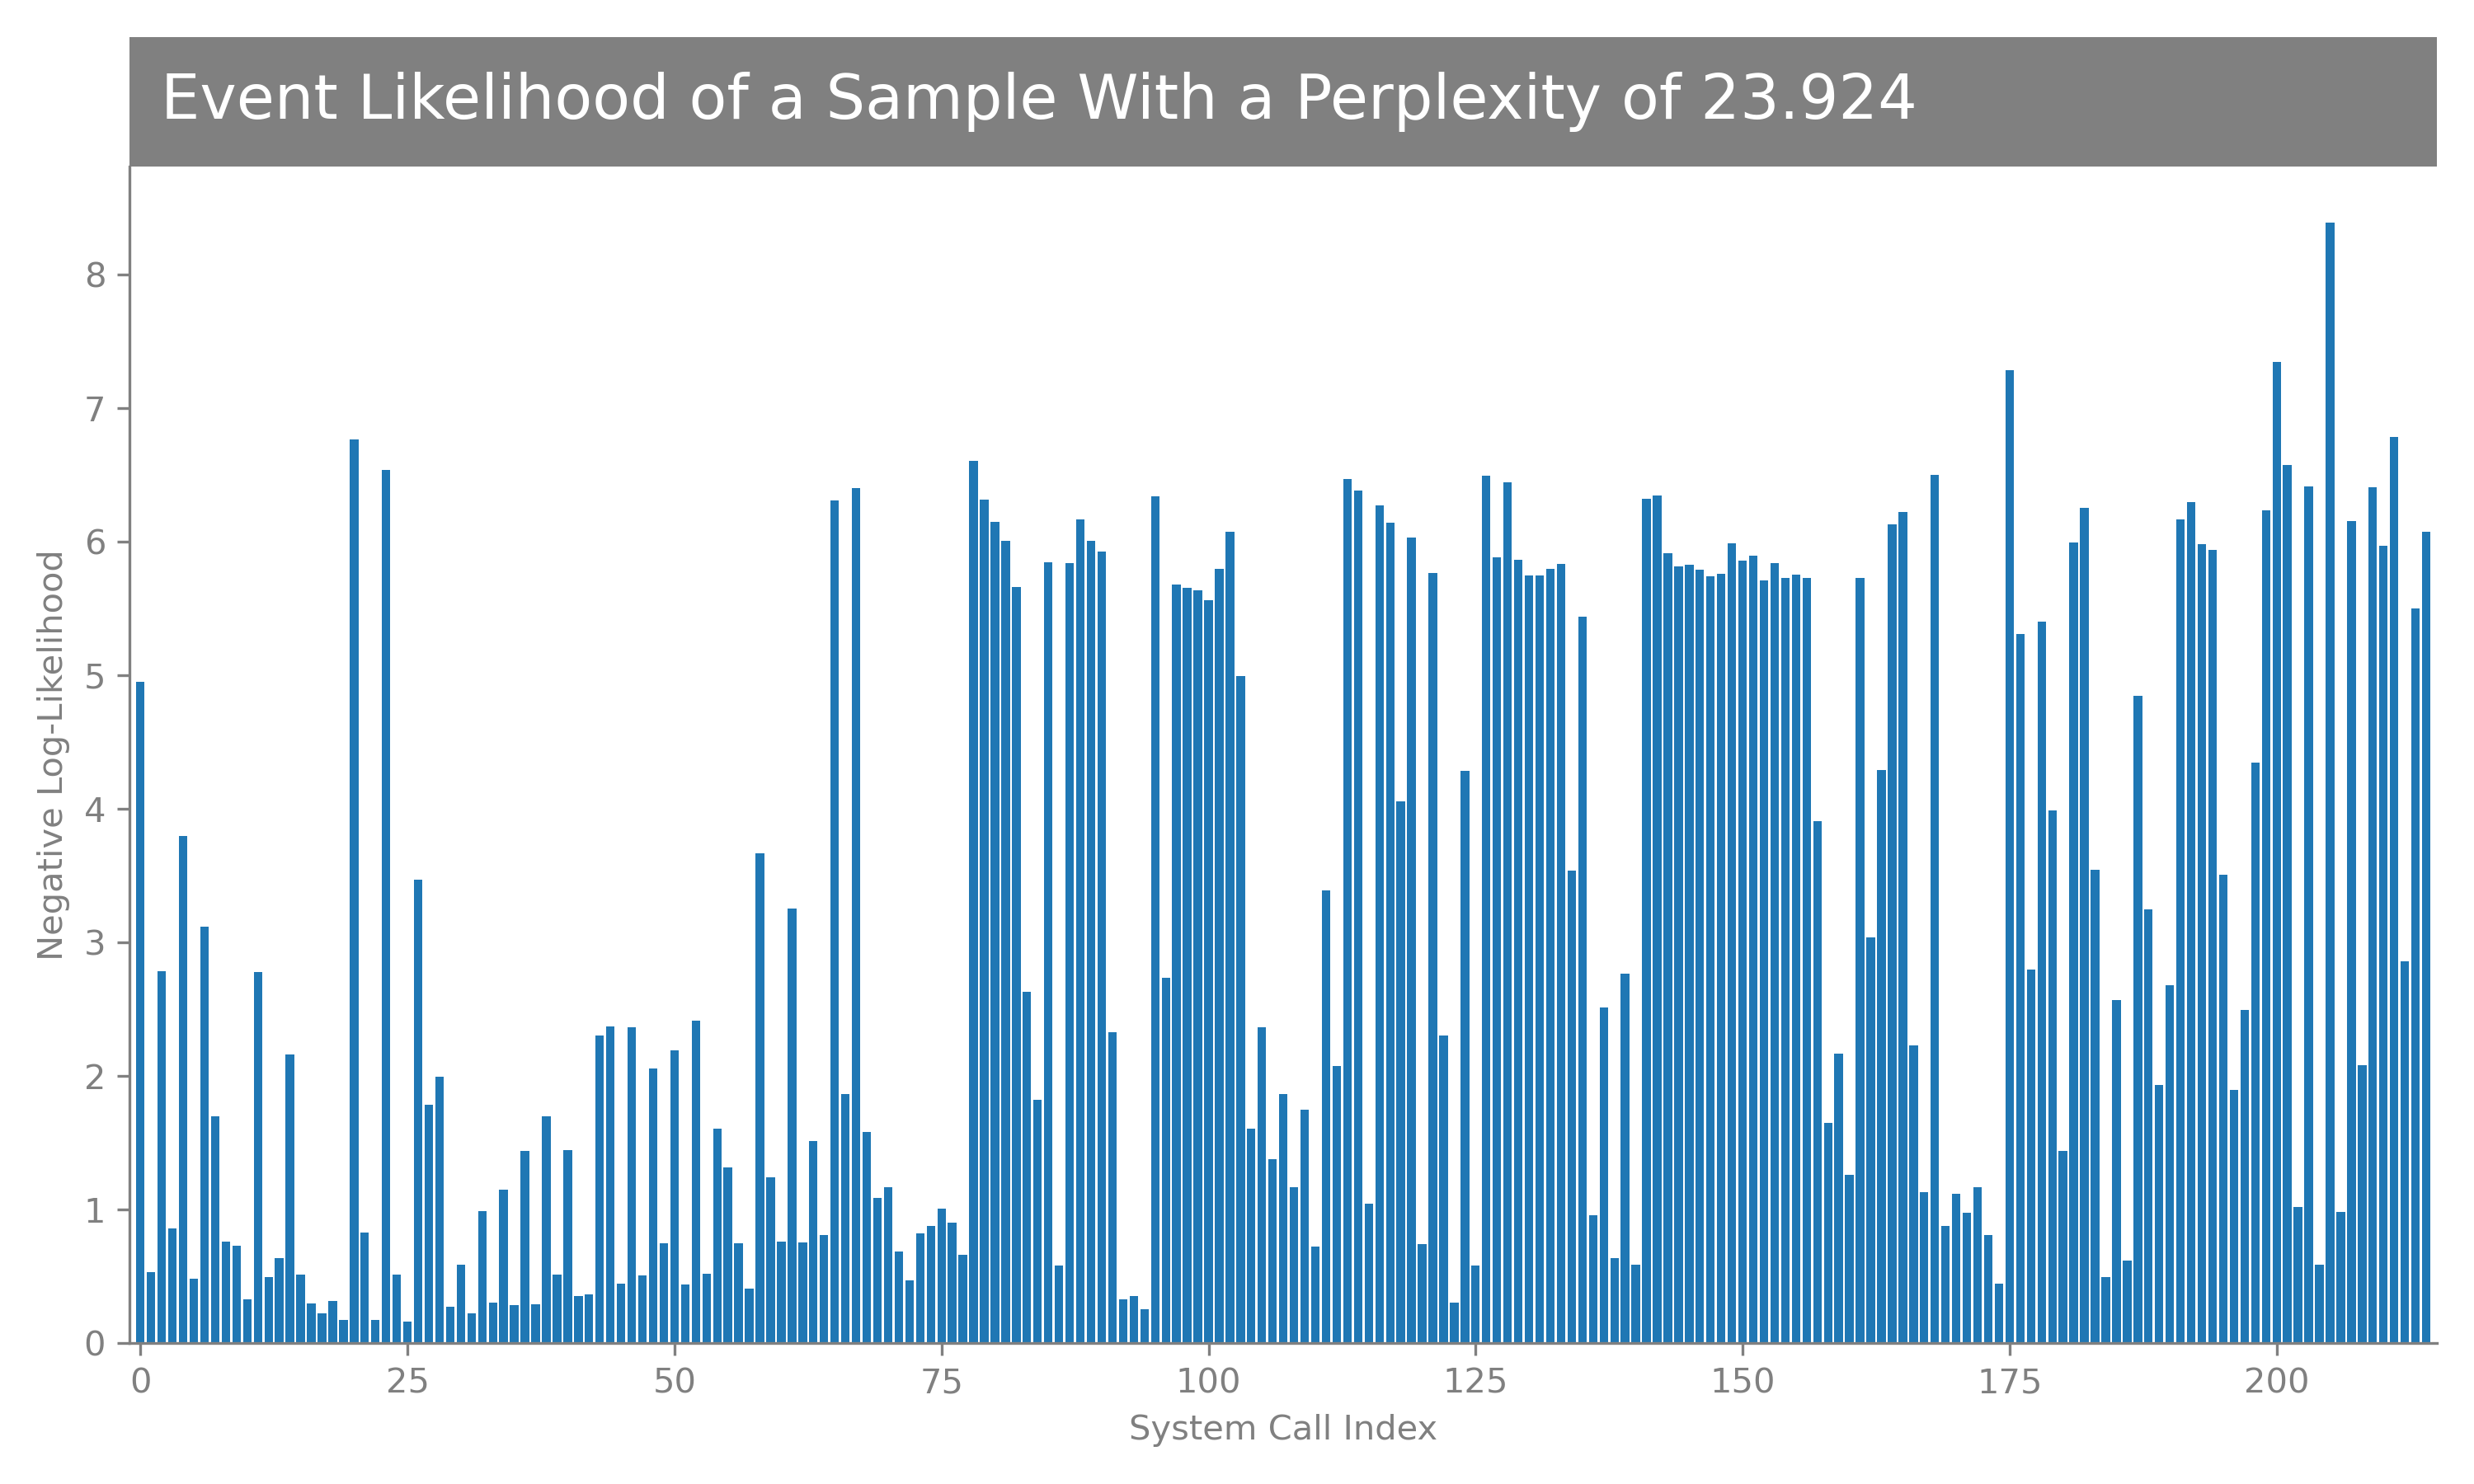 Event Likelihood of a Sample With a Perplexity of 23.924
8
7
6
5
4
3
2
1
0
Negative Log-Likelihood
0 25 50 75 100 125 150 175 200
System Call Index